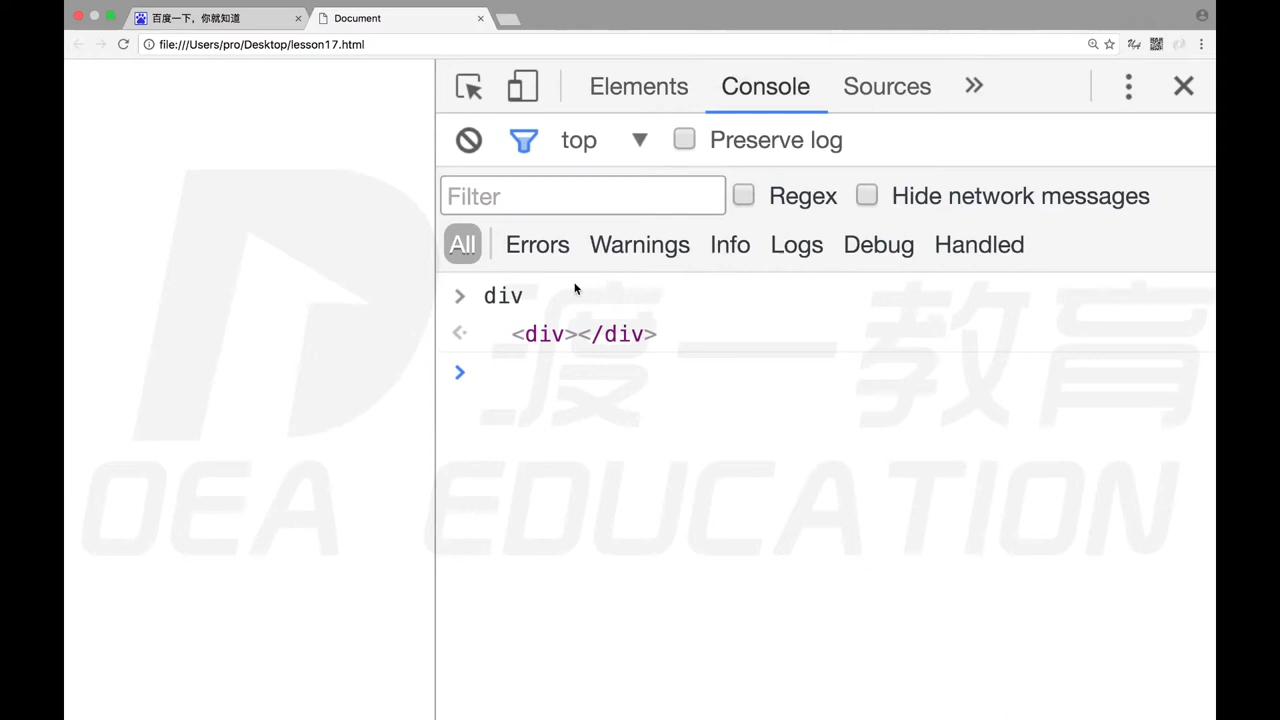 百度一下，你就知道
Document
file:///Users/pro/Desktop/lesson17.html
Elements Console Sources
top Preserve log
Filter Regex Hide network messages
All Errors Warnings Info Logs Debug Handled
div
<div></div>
渡一教育
OEA EDUCATION